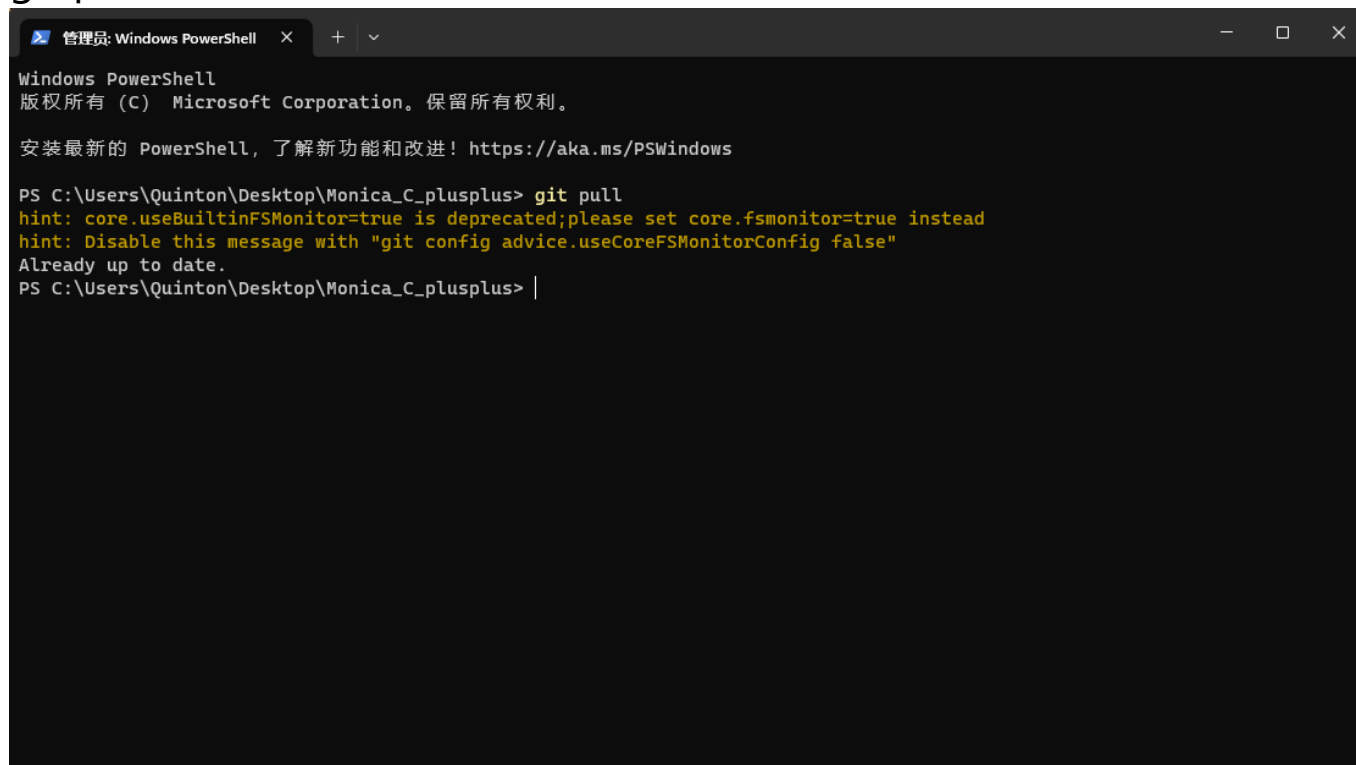 管理员: Windows PowerShell
Windows PowerShell
版权所有 (C)  Microsoft Corporation。保留所有权利。
安装最新的 PowerShell，了解新功能和改进！https://aka.ms/PSWindows
PS C:\Users\Quinton\Desktop\Monica_C_plusplus> git pull
hint: core.useBuiltinFSMonitor=true is deprecated;please set core.fsmonitor=true instead
hint: Disable this message with "git config advice.useCoreFSMonitorConfig false"
Already up to date.
PS C:\Users\Quinton\Desktop\Monica_C_plusplus>